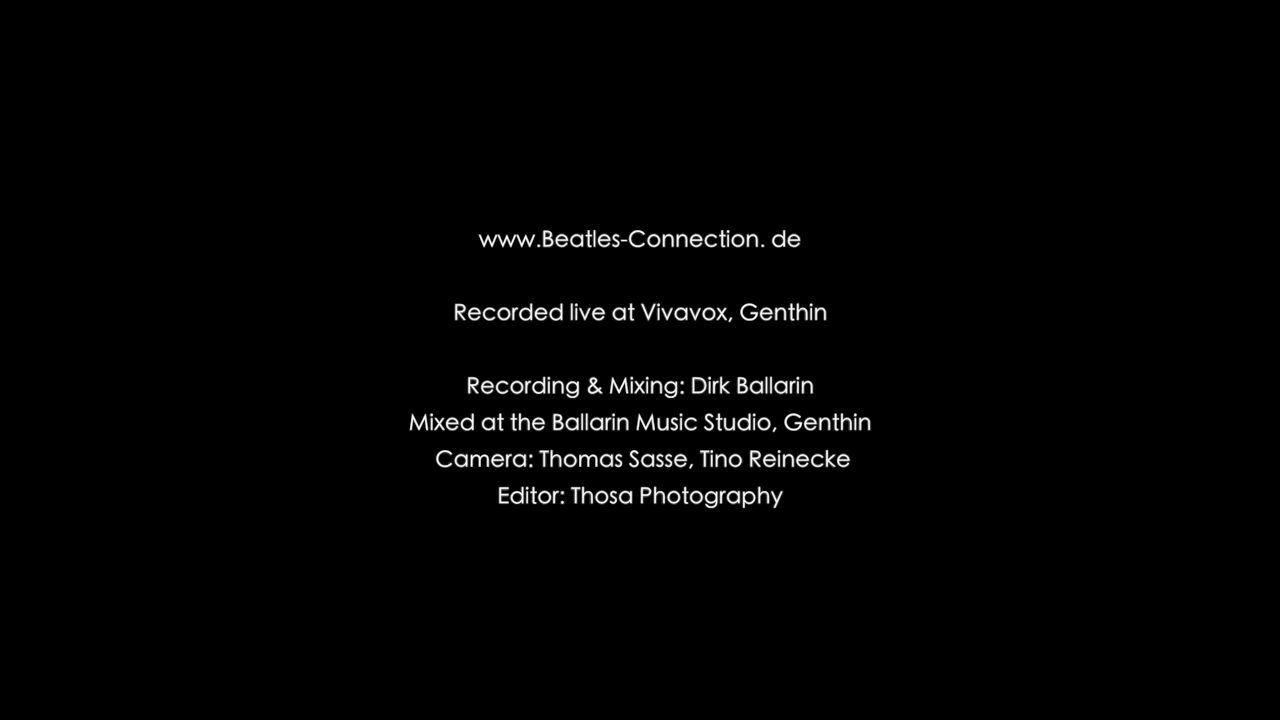 www.Beatles-Connection. de
Recorded live at Vivavox, Genthin
Recording & Mixing: Dirk Ballarin
Mixed at the Ballarin Music Studio, Genthin
Camera: Thomas Sasse, Tino Reinecke
Editor: Thosa Photography